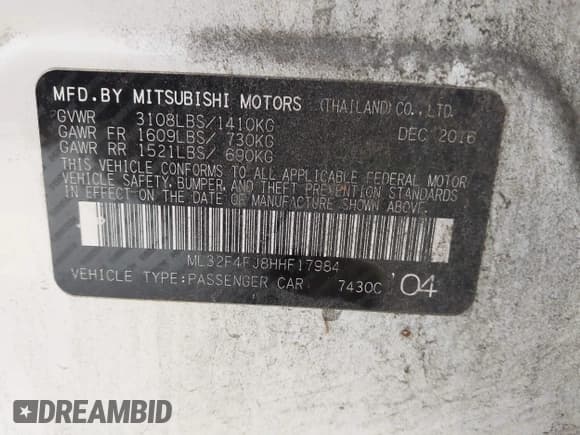 MFD.BY MITSUBISHI MOTORS (THAILAND) CO., LTD.
GVWR 3108LBS/1410KG DEC 2016
GAWR FR 1609LBS/ 730KG
GAWR RR 1521LBS/ 690KG
THIS VEHICLE CONFORMS TO ALL APPLICABLE FEDERAL MOTOR
VEHICLE SAFETY, BUMPER, AND THEFT PREVENTION STANDARDS
IN EFFECT ON THE DATE OF MANUFACTURE SHOWN ABOVE.
ML32F4FJ8HHF17984
VEHICLE TYPE:PASSENGER CAR 7430C '04
DREAMBID